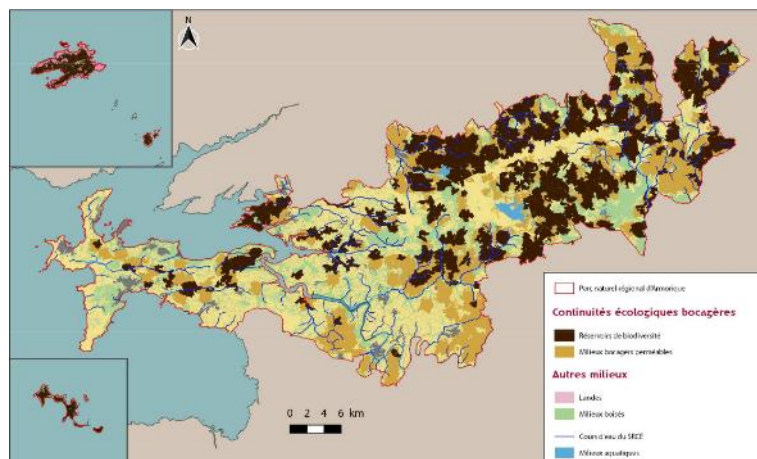 N
0 2 4 6 km
Parc naturel régional d'Armorique
Continuités écologiques bocagères
Réservoirs de biodiversité
Milieux bocagers perméables
Autres milieux
Landes
Milieux boisés
Cours d'eau du SRCE
Milieux aquatiques